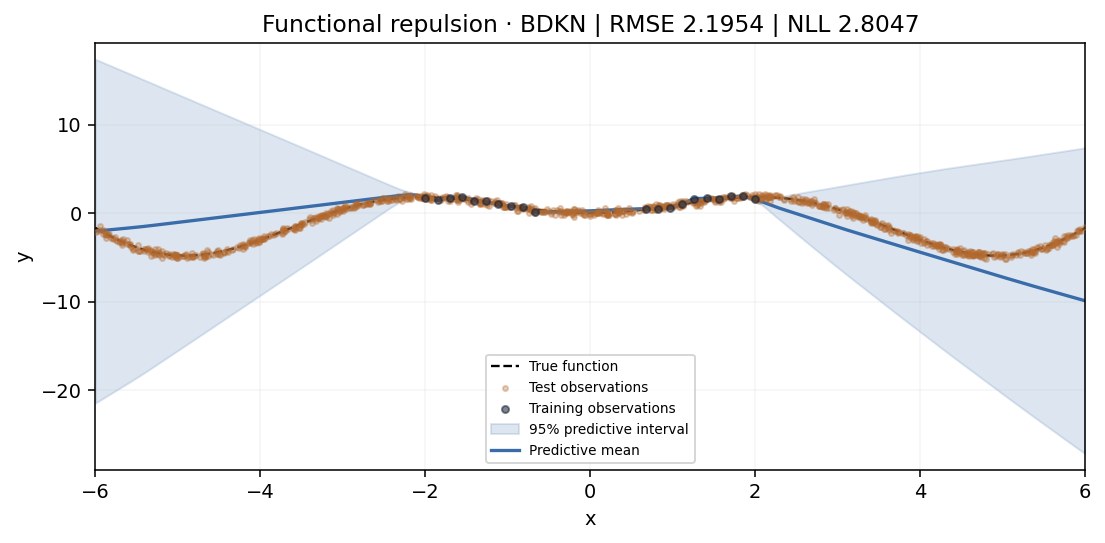 Functional repulsion · BDKN | RMSE 2.1954 | NLL 2.8047
10
0
−10
−20
y
True function
Test observations
Training observations
95% predictive interval
Predictive mean
−6 −4 −2 0 2 4 6
x